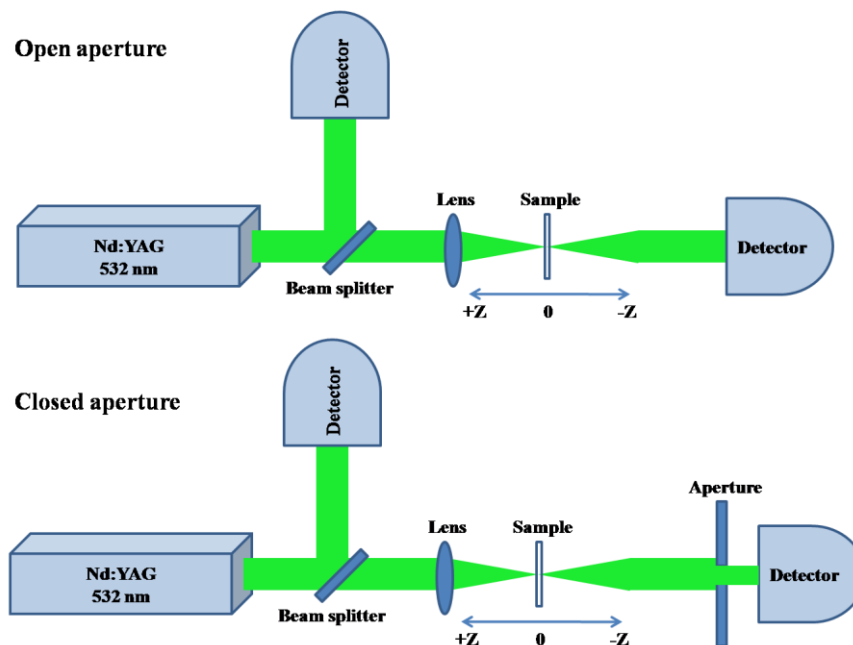 Open aperture
Detector
Nd:YAG
532 nm
Beam splitter
Lens
Sample
Detector
+Z 0 -Z
Closed aperture
Detector
Nd:YAG
532 nm
Beam splitter
Lens
Sample
Aperture
Detector
+Z 0 -Z